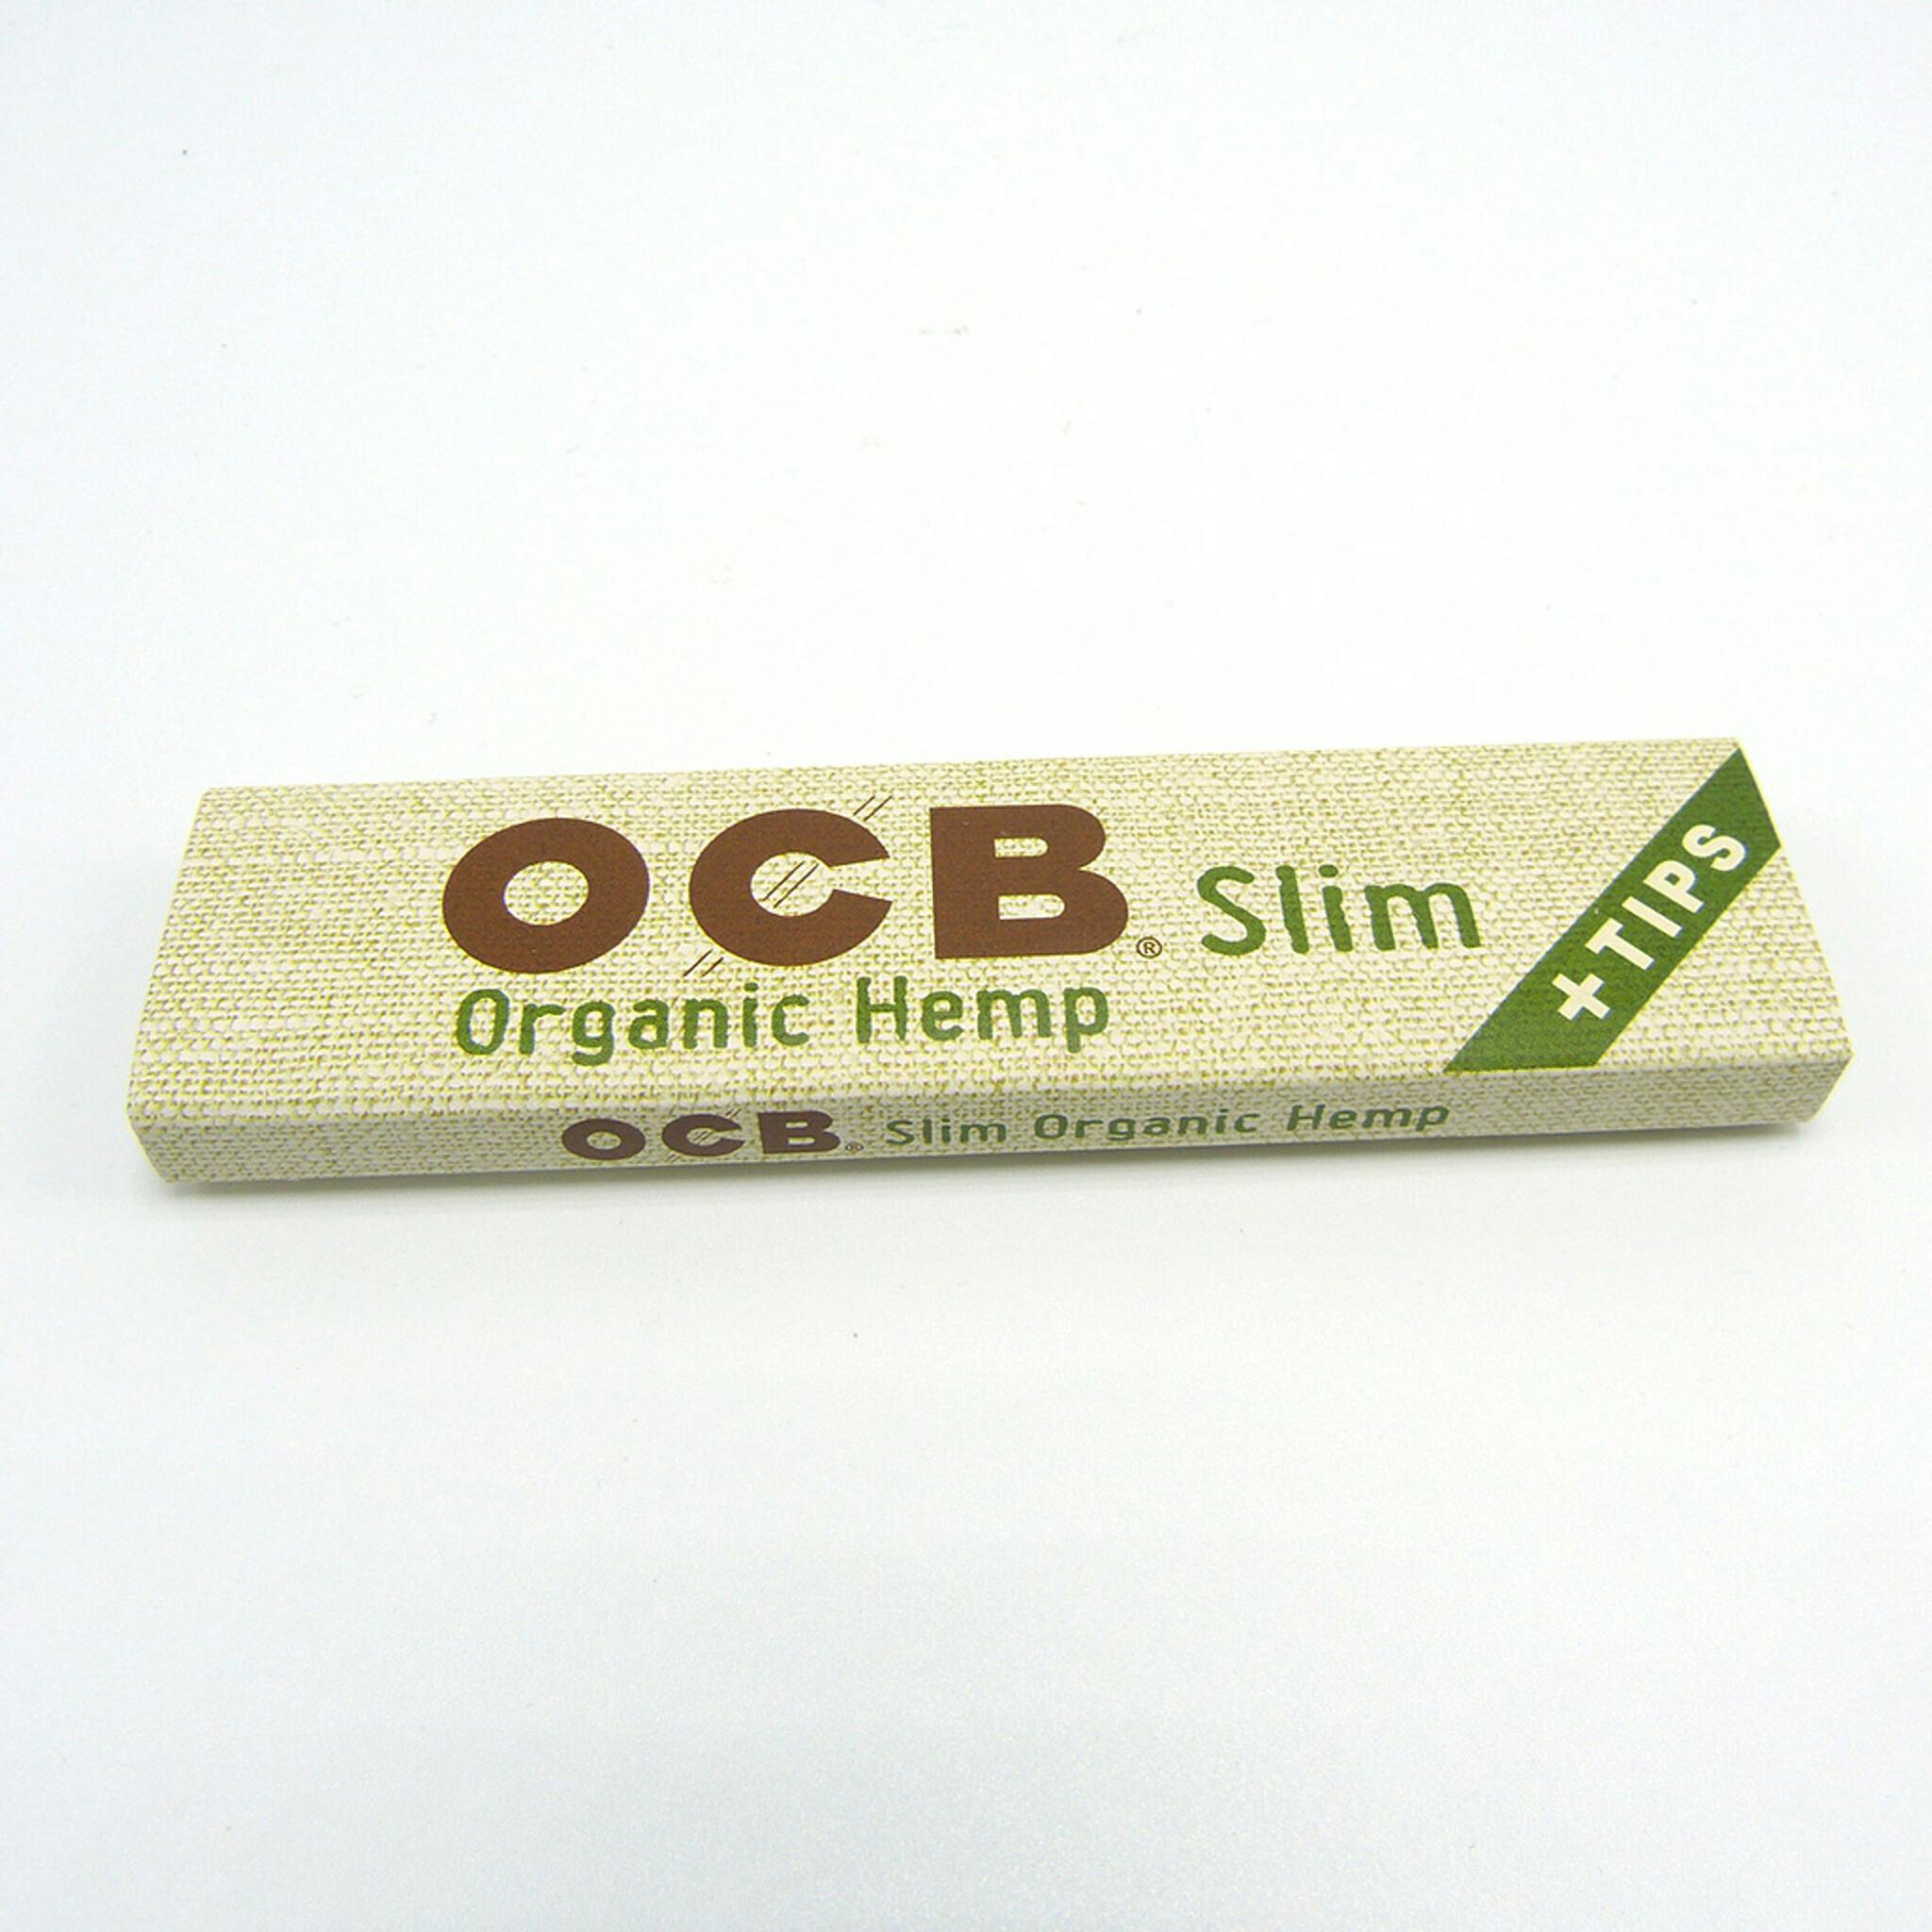 OCB® Slim
Organic Hemp
+ TIPS
OCB® Slim Organic Hemp